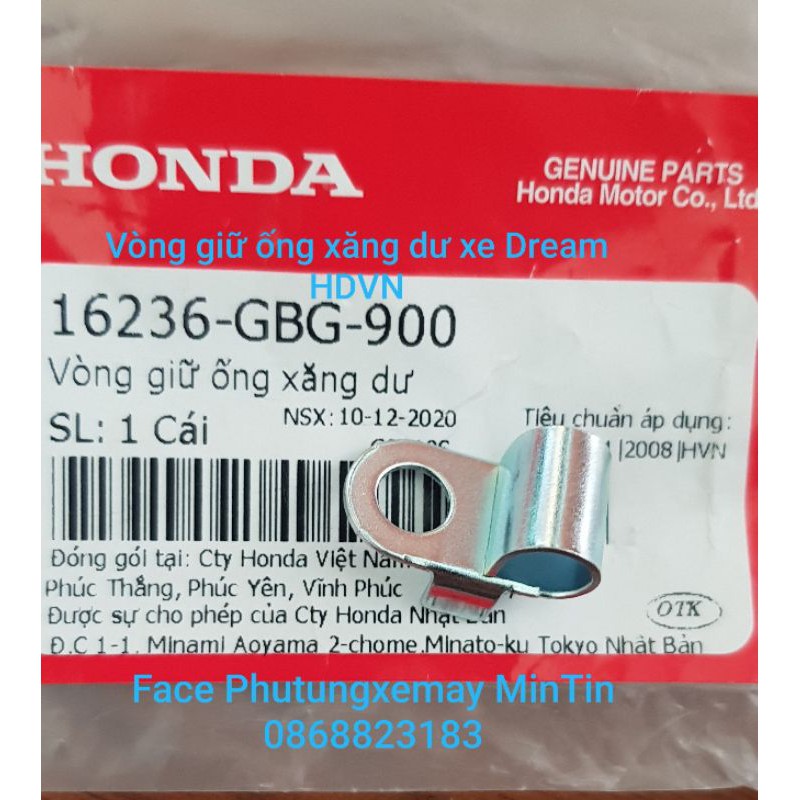 HONDA
GENUINE PARTS
Honda Motor Co., Ltd
Vòng giữ ống xăng dư xe Dream
HDVN
16236-GBG-900
Vòng giữ ống xăng dư
NSX: 10-12-2020
Tiêu chuẩn áp dụng:
SL: 1 Cái
|2008|HVN
Đóng gói tại: Cty Honda Việt Nam
Phúc Thắng, Phúc Yên, Vĩnh Phúc
Được sự cho phép của Cty Honda Nhật
OTK
Đ.C 1-1. Minami Aoyama 2-chome.Minato-ku Tokyo Nhật Bản
Face Phutungxemay MinTin
0868823183